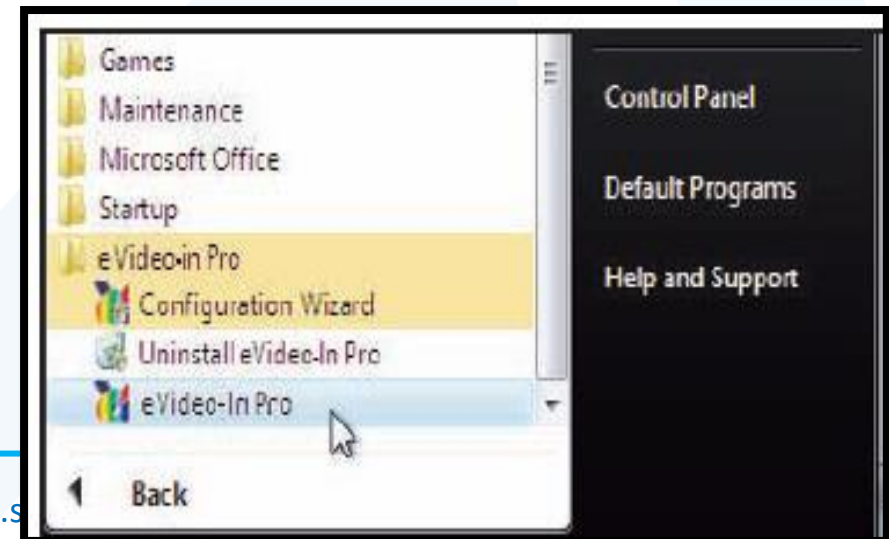 Games
Maintenance
Microsoft Office
Startup
eVideo-in Pro
Configuration Wizard
Uninstall eVideo-In Pro
eVideo-In Pro
Back
Control Panel
Default Programs
Help and Support
.s